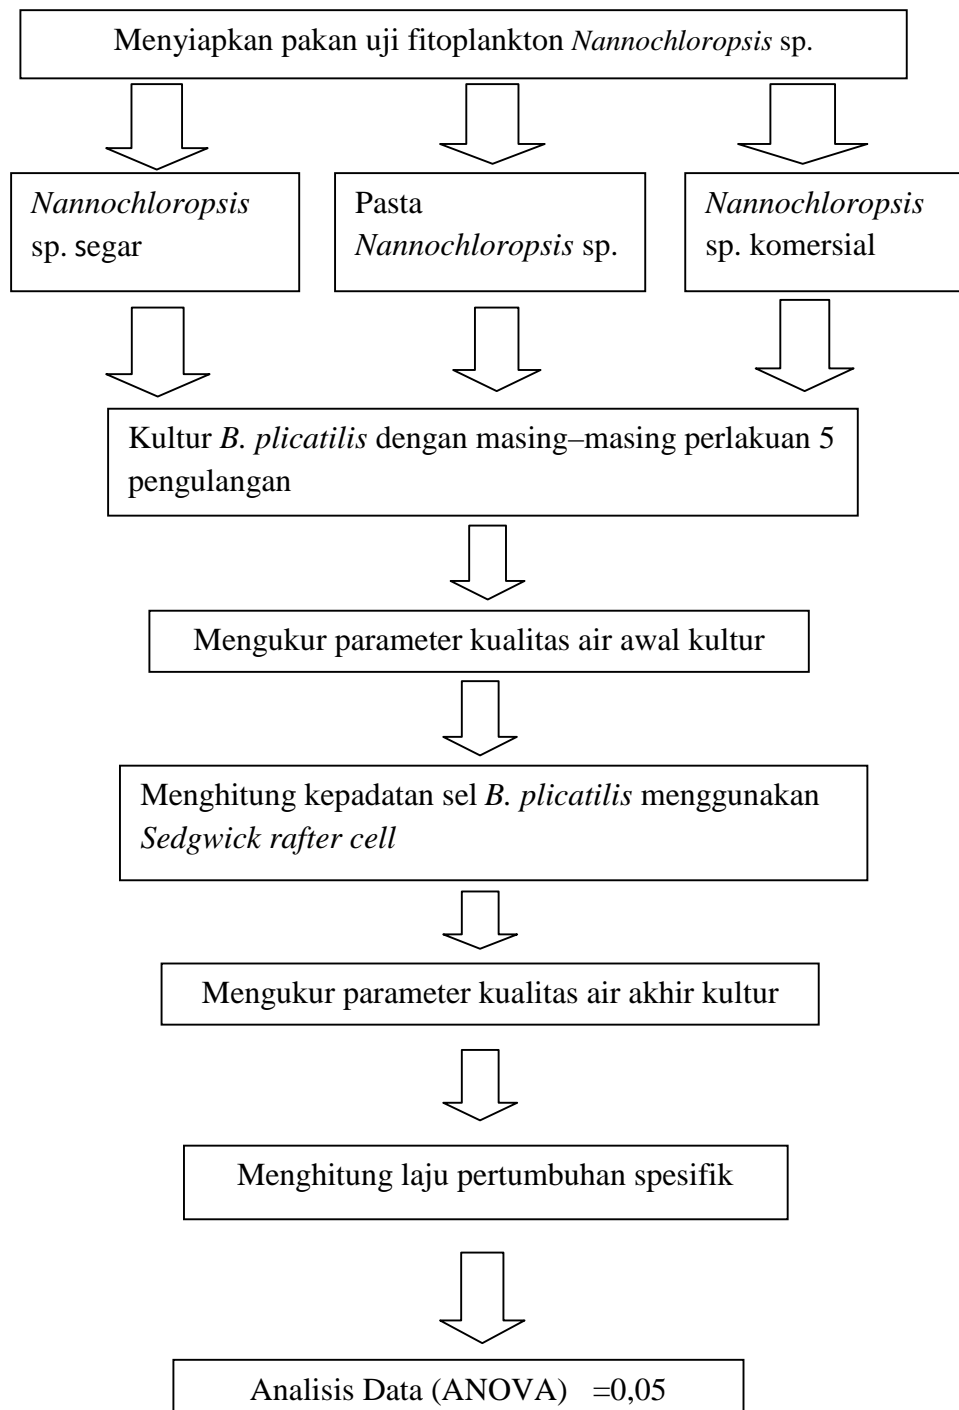 Menyiapkan pakan uji fitoplankton Nannochloropsis sp.
Nannochloropsis
sp. segar
Pasta
Nannochloropsis sp.
Nannochloropsis
sp. komersial
Kultur B. plicatilis dengan masing–masing perlakuan 5
pengulangan
Mengukur parameter kualitas air awal kultur
Menghitung kepadatan sel B. plicatilis menggunakan
Sedgwick rafter cell
Mengukur parameter kualitas air akhir kultur
Menghitung laju pertumbuhan spesifik
Analisis Data (ANOVA) =0,05